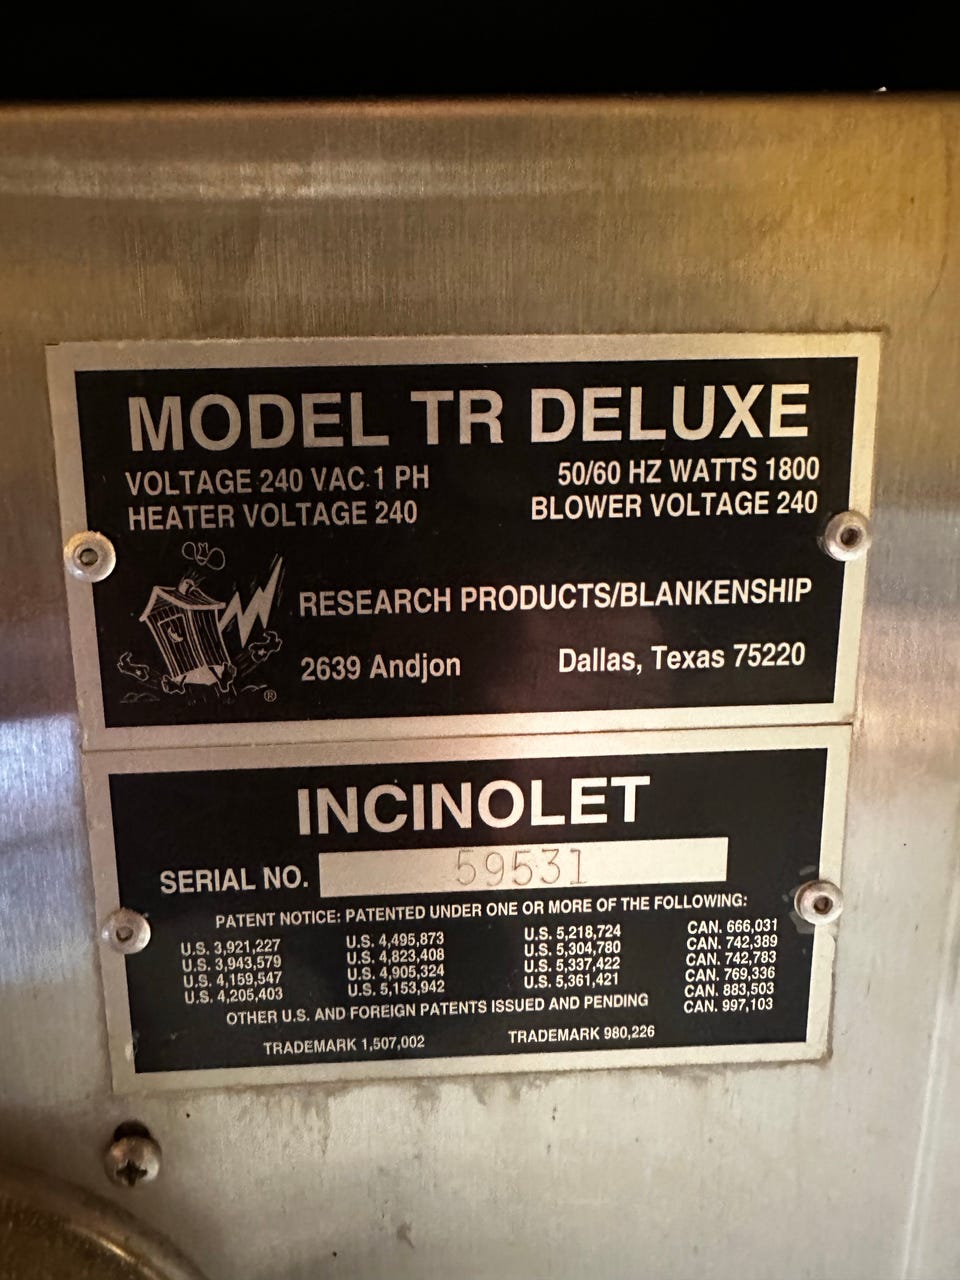 MODEL TR DELUXE
VOLTAGE 240 VAC 1 PH 50/60 HZ WATTS 1800
HEATER VOLTAGE 240 BLOWER VOLTAGE 240
RESEARCH PRODUCTS/BLANKENSHIP
2639 Andjon Dallas, Texas 75220
®
INCINOLET
SERIAL NO. 59531
PATENT NOTICE: PATENTED UNDER ONE OR MORE OF THE FOLLOWING:
U.S. 3,921,227 U.S. 4,495,873 U.S. 5,218,724 CAN. 666,031
U.S. 3,943,579 U.S. 4,823,408 U.S. 5,304,780 CAN. 742,389
U.S. 4,159,547 U.S. 4,905,324 U.S. 5,337,422 CAN. 742,783
U.S. 4,205,403 U.S. 5,153,942 U.S. 5,361,421 CAN. 769,336
CAN. 883,503
OTHER U.S. AND FOREIGN PATENTS ISSUED AND PENDING CAN. 997,103
TRADEMARK 1,507,002 TRADEMARK 980,226